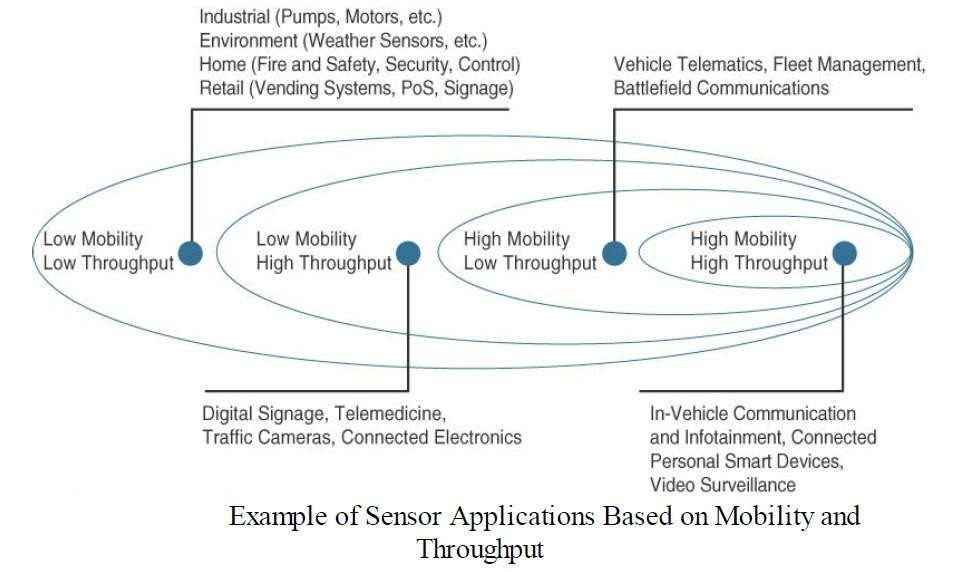 Industrial (Pumps, Motors, etc.)
Environment (Weather Sensors, etc.)
Home (Fire and Safety, Security, Control)
Retail (Vending Systems, PoS, Signage)
Vehicle Telematics, Fleet Management,
Battlefield Communications
Low Mobility
Low Throughput
Low Mobility
High Throughput
High Mobility
Low Throughput
High Mobility
High Throughput
Digital Signage, Telemedicine,
Traffic Cameras, Connected Electronics
In-Vehicle Communication
and Infotainment, Connected
Personal Smart Devices,
Video Surveillance
Example of Sensor Applications Based on Mobility and
Throughput